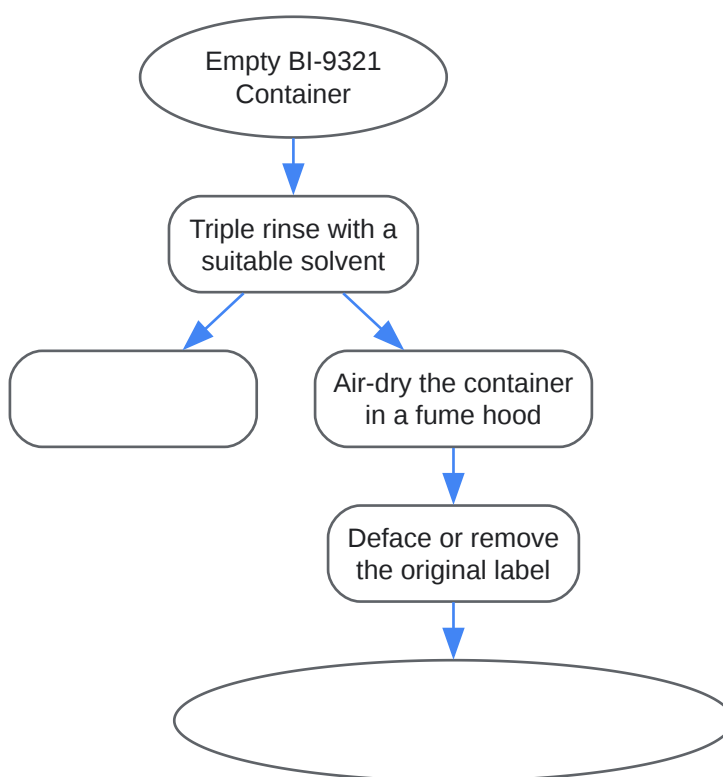 Empty BI-9321
Container
Triple rinse with a
suitable solvent
Air-dry the container
in a fume hood
Deface or remove
the original label